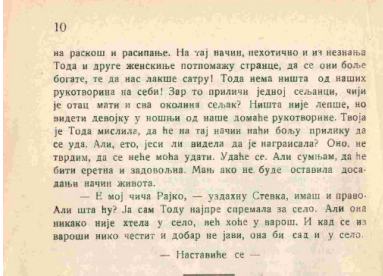 10
на раскош и расипање. На тај начин, нехотично и из незнања
Тода и друге женскиње потпомажу странце, да се они боље
богате, те да нас лакше сатру! Тода нема ништа од наших
рукотворина на себи! Зар то приличи једној сељанци, чији
је отац мати и сва околина сељак? Ништа није лепше, но
видети девојку у ношњи од наше домаће рукотворине. Твоја
је Тода мислила, да ће на тај начин наћи бољу прилику да
се уда. Али, ето, јеси ли видела да је награисала? Оно, не
тврдим, да се неће моћа удати. Удаће се. Али сумњам, да ће
бити сретна и задовољна. Мањ ако не буде оставила доса-
дањи начин живота.
— Е мој чича Рајко, — уздахну Стевка, имаш и право.
Али шта ћу? Ја сам Тоду најпре спремала за село. Али она
никако није хтела у село, већ хоће у варош. И кад се из
вароши нико честит и добар не јави, она би сад и у село.
— Наставиће се —